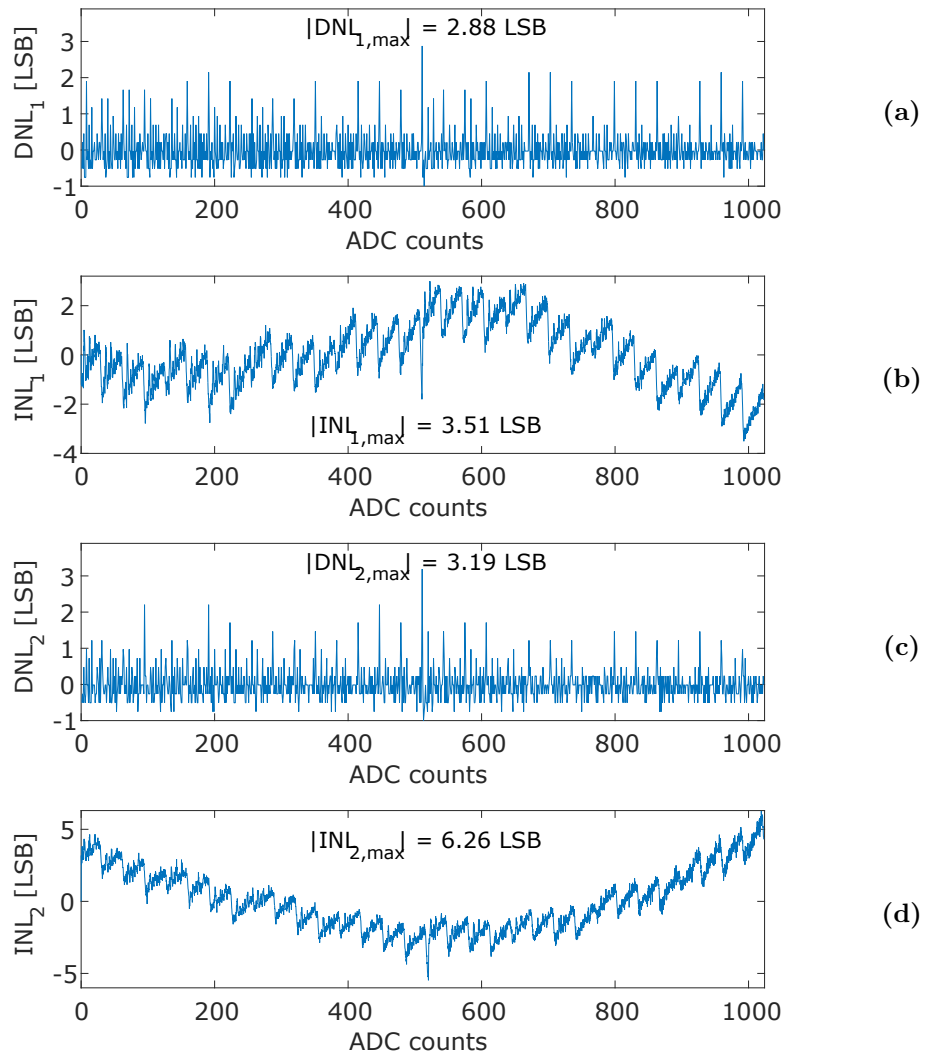 |DNL1,max| = 2.88 LSB
DNL1 [LSB]
3
2
1
0
-1
0 200 400 600 800 1000
ADC counts
(a)
INL1 [LSB]
2
0
-2
-4
|INL1,max| = 3.51 LSB
0 200 400 600 800 1000
ADC counts
(b)
|DNL2,max| = 3.19 LSB
DNL2 [LSB]
3
2
1
0
-1
0 200 400 600 800 1000
ADC counts
(c)
|INL2,max| = 6.26 LSB
INL2 [LSB]
5
0
-5
0 200 400 600 800 1000
ADC counts
(d)